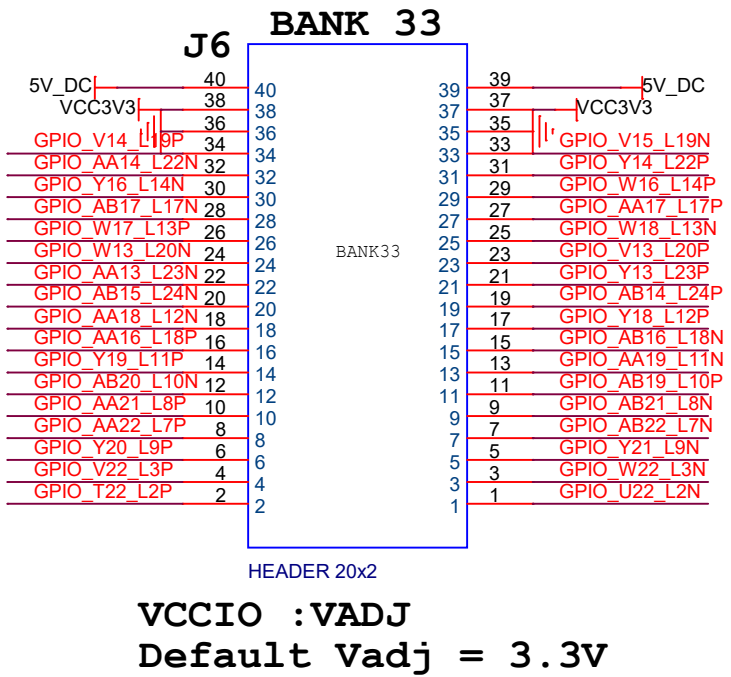 BANK 33
J6
5V_DC 40 40 39 39 5V_DC
VCC3V3 38 38 37 37 VCC3V3
36 36 35 35
GPIO_V14_L19P 34 34 33 33 GPIO_V15_L19N
GPIO_AA14_L22N 32 32 31 31 GPIO_Y14_L22P
GPIO_Y16_L14N 30 30 29 29 GPIO_W16_L14P
GPIO_AB17_L17N 28 28 27 27 GPIO_AA17_L17P
GPIO_W17_L13P 26 26 BANK33 25 25 GPIO_W18_L13N
GPIO_W13_L20N 24 24 23 23 GPIO_V13_L20P
GPIO_AA13_L23N 22 22 21 21 GPIO_Y13_L23P
GPIO_AB15_L24N 20 20 19 19 GPIO_AB14_L24P
GPIO_AA18_L12N 18 18 17 17 GPIO_Y18_L12P
GPIO_AA16_L18P 16 16 15 15 GPIO_AB16_L18N
GPIO_Y19_L11P 14 14 13 13 GPIO_AA19_L11N
GPIO_AB20_L10N 12 12 11 11 GPIO_AB19_L10P
GPIO_AA21_L8P 10 10 9 9 GPIO_AB21_L8N
GPIO_AA22_L7P 8 8 7 7 GPIO_AB22_L7N
GPIO_Y20_L9P 6 6 5 5 GPIO_Y21_L9N
GPIO_V22_L3P 4 4 3 3 GPIO_W22_L3N
GPIO_T22_L2P 2 2 1 1 GPIO_U22_L2N
HEADER 20x2
VCCIO :VADJ
Default Vadj = 3.3V